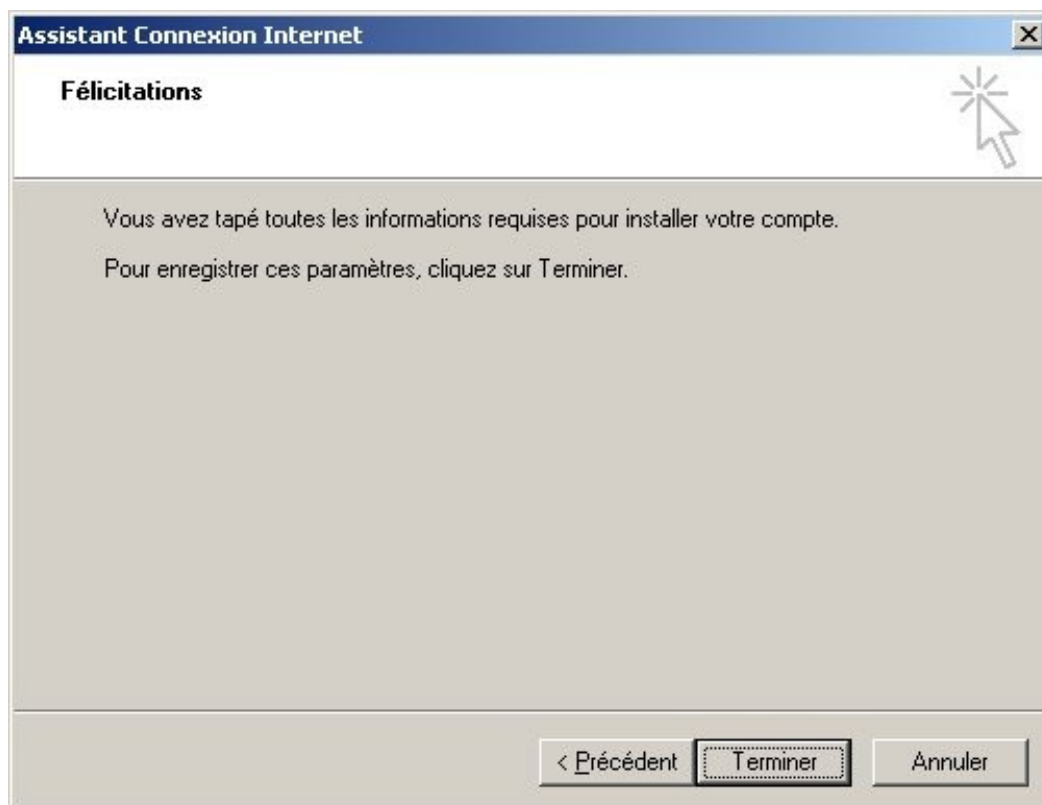 Assistant Connexion Internet
Félicitations
Vous avez tapé toutes les informations requises pour installer votre compte.
Pour enregistrer ces paramètres, cliquez sur Terminer.
< Précédent Terminer Annuler